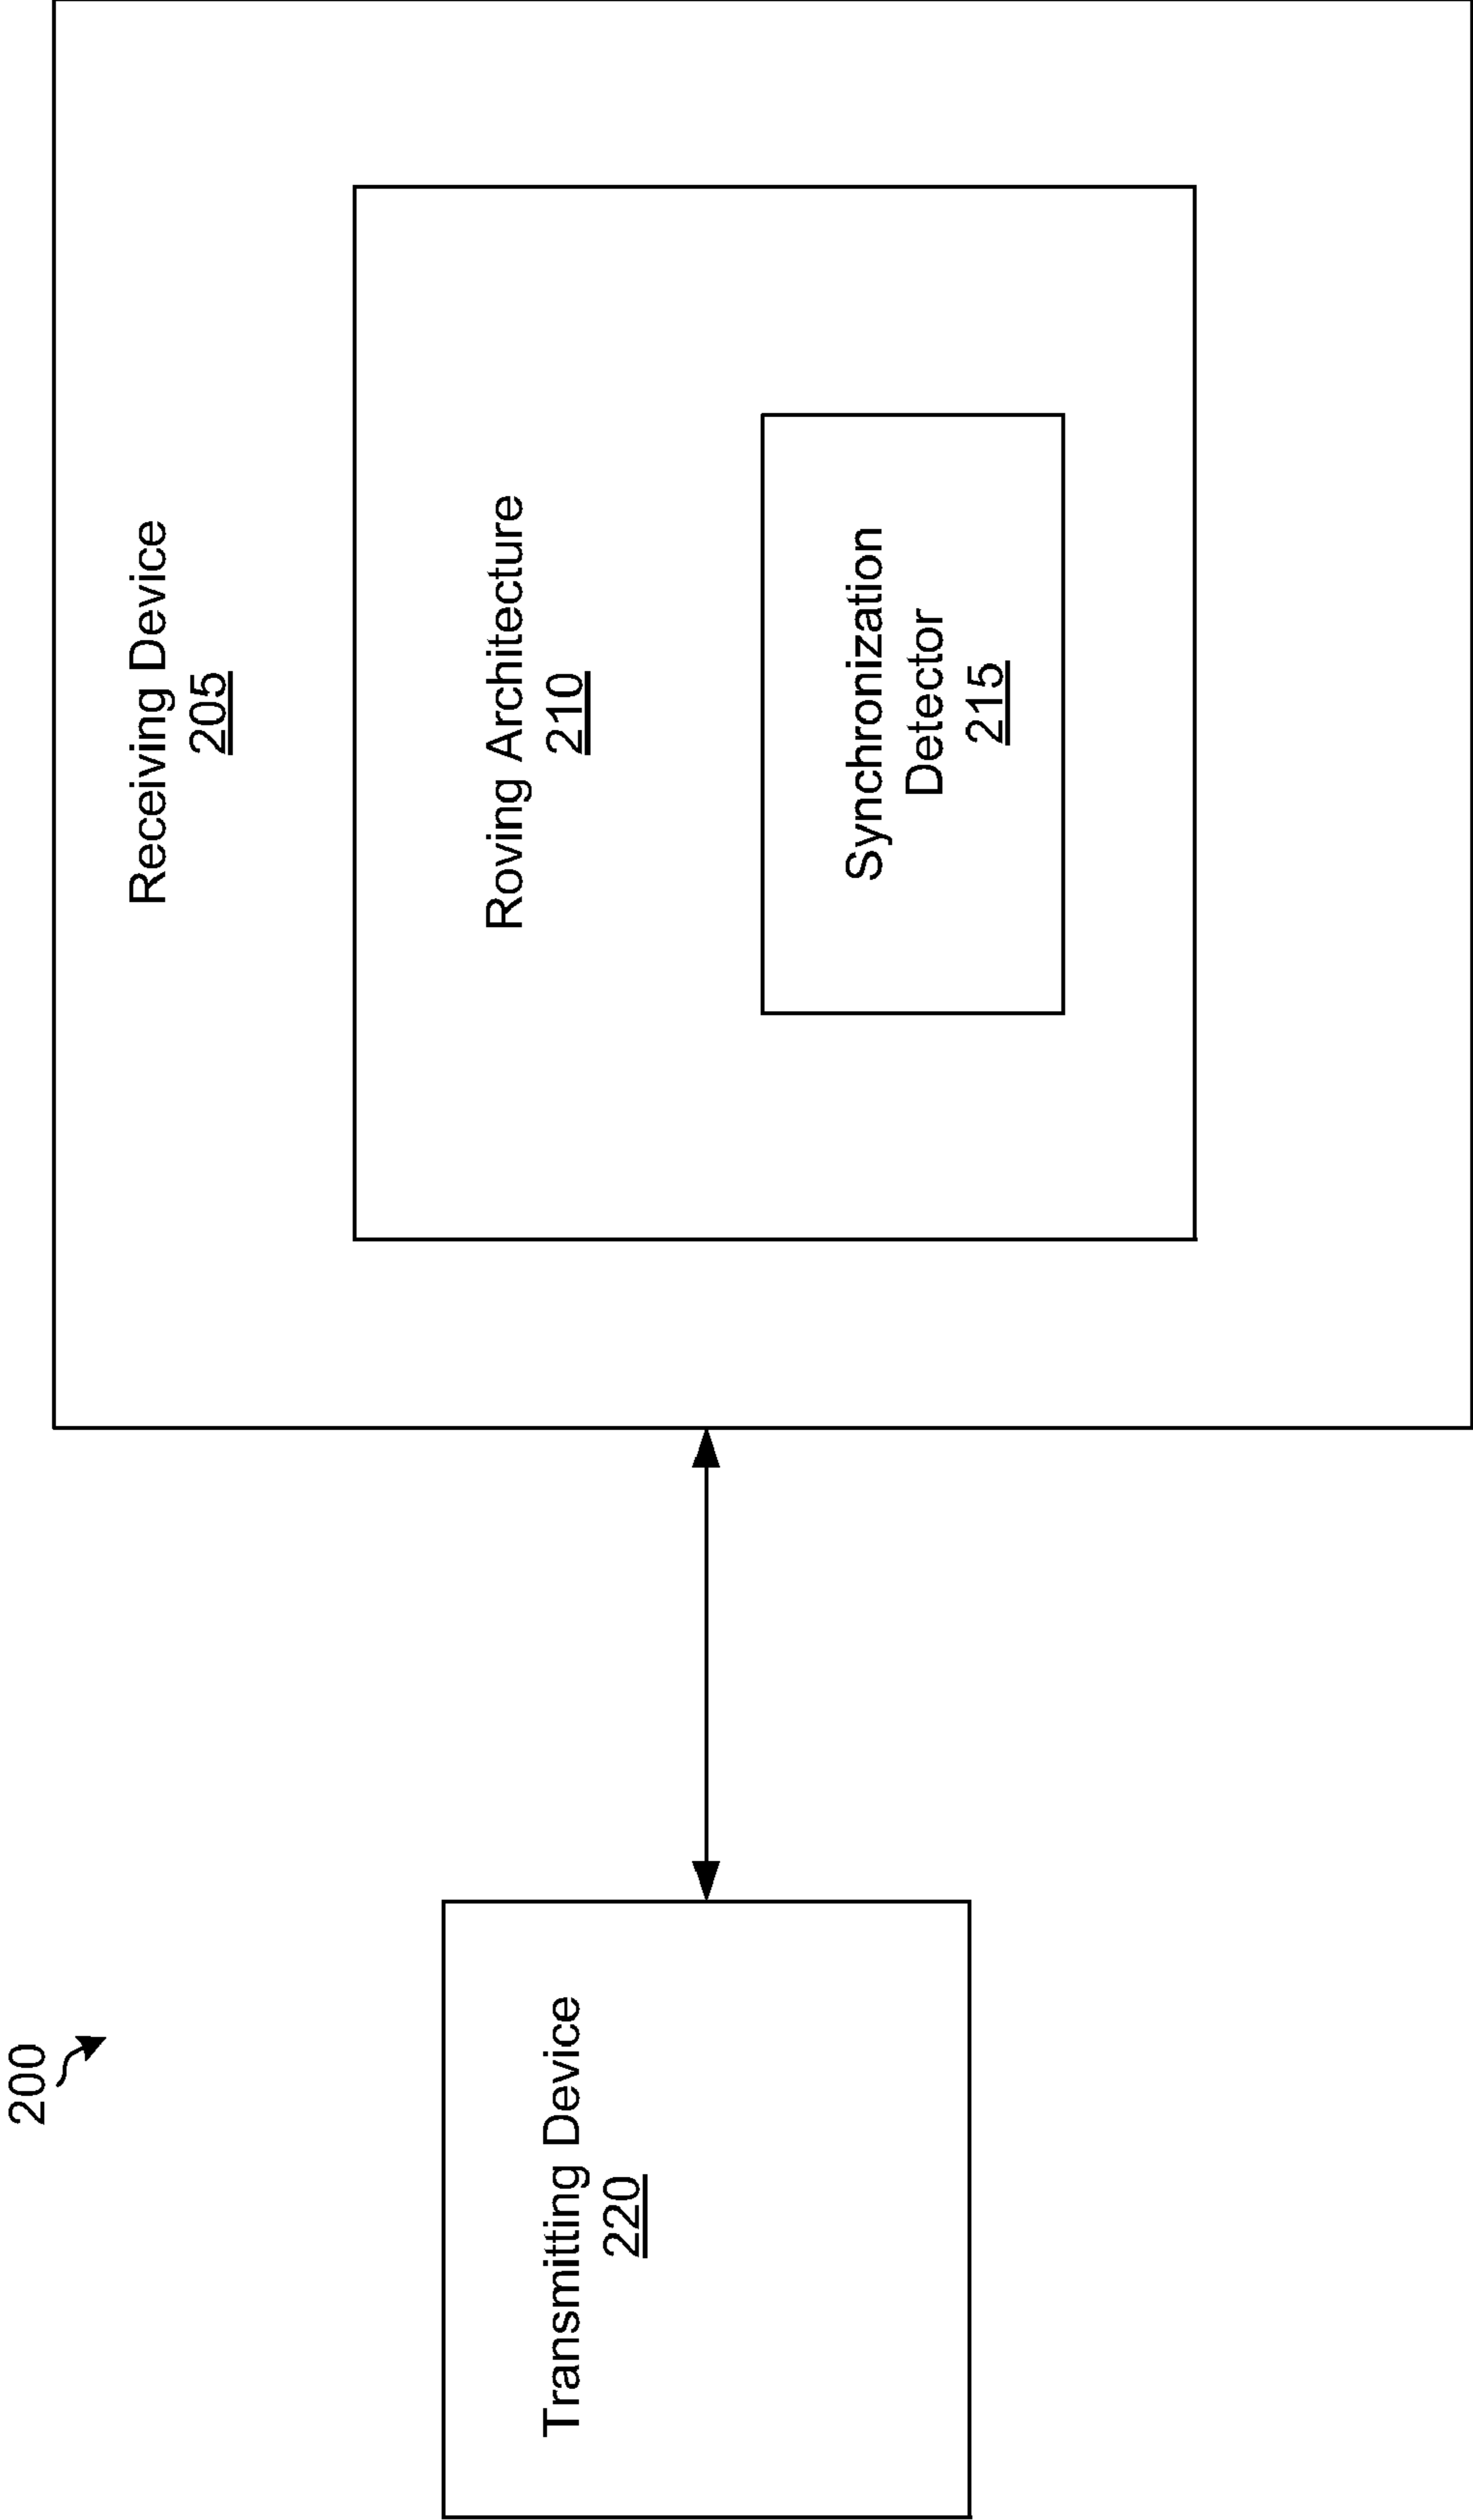 200
Transmitting Device
220
Receiving Device
205
Roving Architecture
210
Synchronization
Detector
215